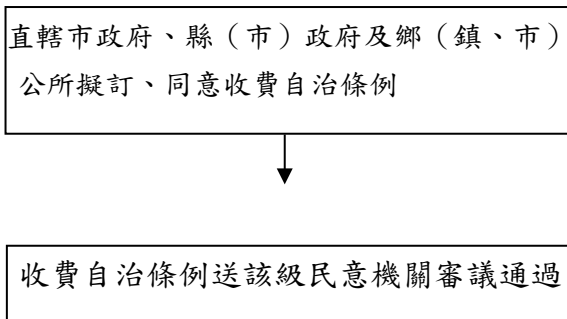 直轄市政府、縣（市）政府及鄉（鎮、市）
公所擬訂、同意收費自治條例
收費自治條例送該級民意機關審議通過